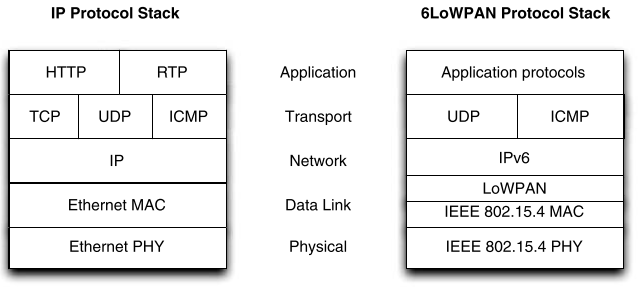 IP Protocol Stack 6LoWPAN Protocol Stack
HTTP RTP Application Application protocols
TCP UDP ICMP Transport UDP ICMP
IP Network IPv6
LoWPAN
Ethernet MAC Data Link
IEEE 802.15.4 MAC
Ethernet PHY Physical IEEE 802.15.4 PHY